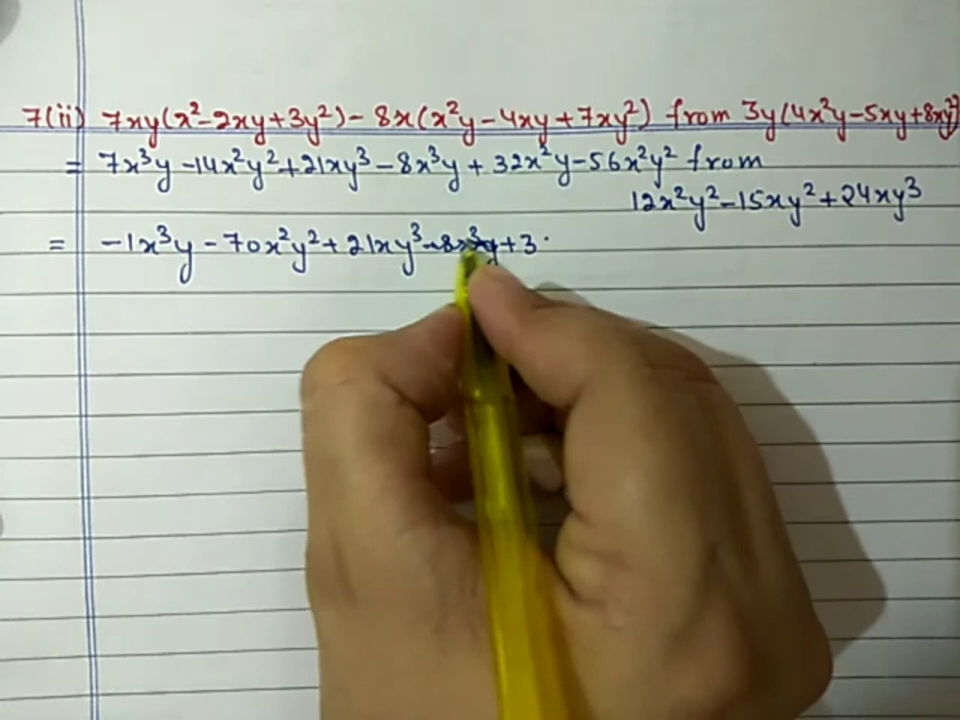 7(ii) 7xy(x²-2xy+3y²) - 8x(x²y-4xy+7xy²) from 3y(4x²y-5xy+8xy²)
= 7x³y -14x²y²+21xy³-8x³y + 32x²y-56x²y² from
12x²y²-15xy²+24xy³
= -1x³y - 70x²y²+21xy³-8x³y+3